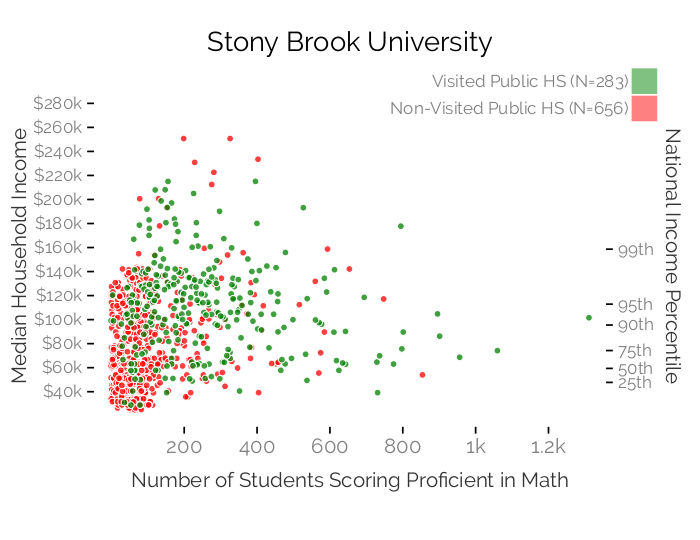 Stony Brook University
Visited Public HS (N=283)
Non-Visited Public HS (N=656)
Median Household Income
$280k
$260k
$240k
$220k
$200k
$180k
$160k
$140k
$120k
$100k
$80k
$60k
$40k
National Income Percentile
99th
95th
90th
75th
50th
25th
200
400
600
800
1k
1.2k
Number of Students Scoring Proficient in Math